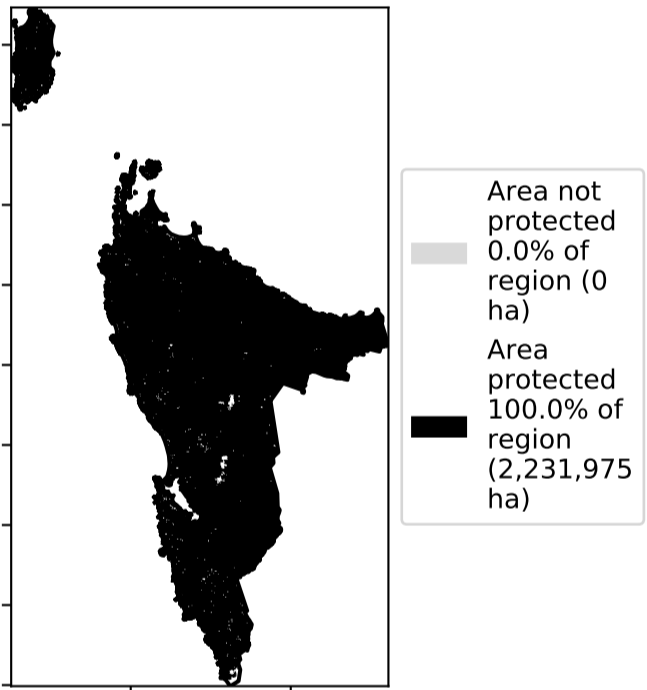 Area not
protected
0.0% of
region (0
ha)
Area
protected
100.0% of
region
(2,231,975
ha)